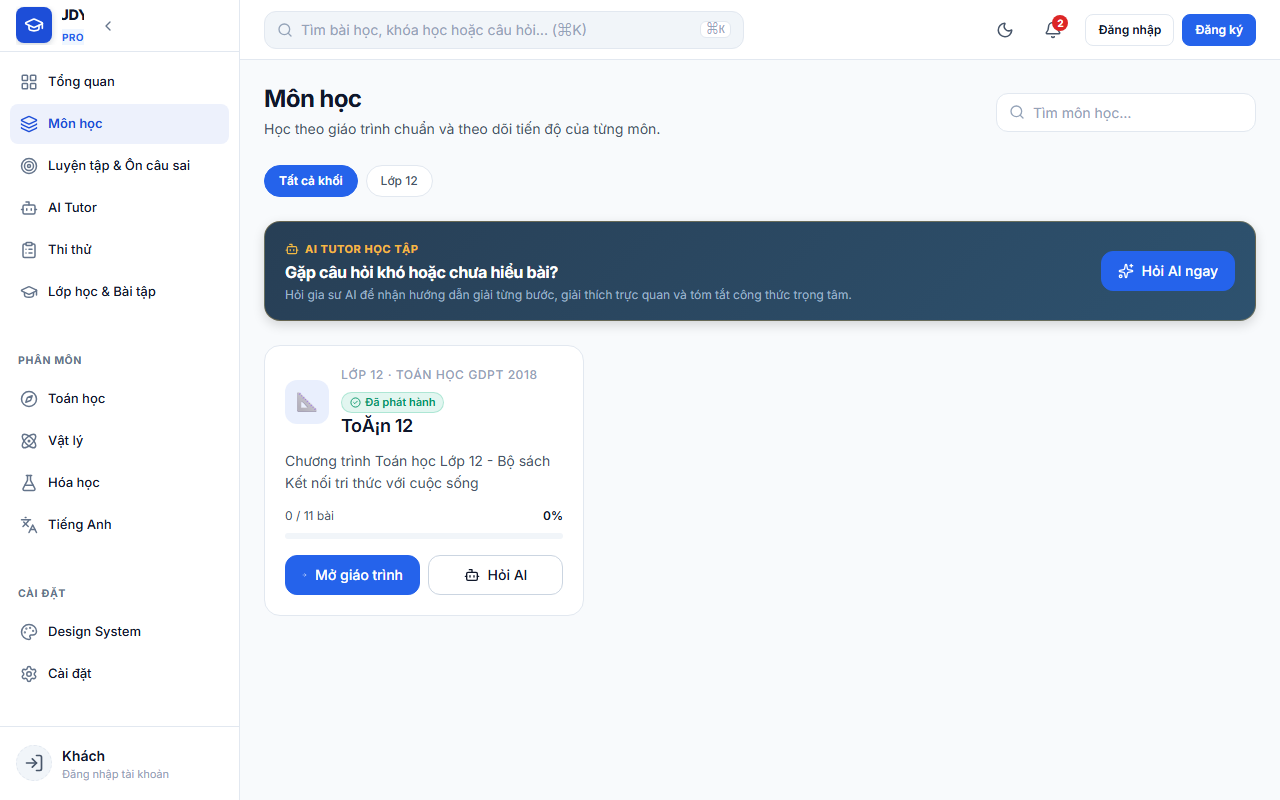 JDY
PRO
Tìm bài học, khóa học hoặc câu hỏi... (⌘K)
⌘K
2
Đăng nhập
Đăng ký
Tổng quan
Môn học
Luyện tập & Ôn câu sai
AI Tutor
Thi thử
Lớp học & Bài tập
PHÂN MÔN
Toán học
Vật lý
Hóa học
Tiếng Anh
CÀI ĐẶT
Design System
Cài đặt
Khách
Đăng nhập tài khoản
Môn học
Học theo giáo trình chuẩn và theo dõi tiến độ của từng môn.
Tìm môn học...
Tất cả khối
Lớp 12
AI TUTOR HỌC TẬP
Gặp câu hỏi khó hoặc chưa hiểu bài?
Hỏi gia sư AI để nhận hướng dẫn giải từng bước, giải thích trực quan và tóm tắt công thức trọng tâm.
Hỏi AI ngay
LỚP 12 · TOÁN HỌC GDPT 2018
Đã phát hành
ToÃ¡n 12
Chương trình Toán học Lớp 12 - Bộ sách
Kết nối tri thức với cuộc sống
0 / 11 bài
0%
Mở giáo trình
Hỏi AI